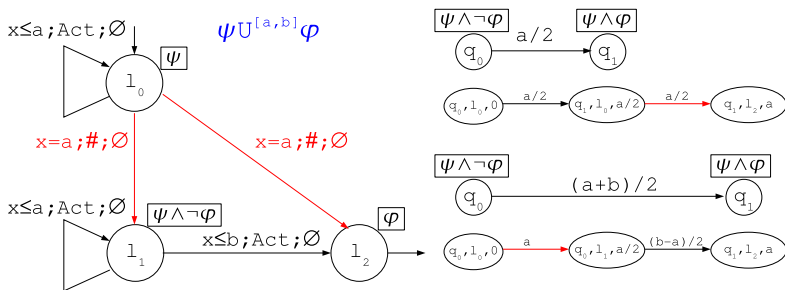 x≤a;Act;∅
ψU^[a,b]φ
ψ
l₀
x=a;#;∅
x=a;#;∅
x≤a;Act;∅
ψ∧¬φ
φ
l₁
x≤b;Act;∅
l₂
ψ∧¬φ
ψ∧φ
q₀
a/2
q₁
q₀,l₀,0
a/2
q₁,l₀,a/2
a/2
q₁,l₂,a
ψ∧¬φ
ψ∧φ
q₀
(a+b)/2
q₁
q₀,l₀,0
a
q₀,l₁,a/2
(b-a)/2
q₁,l₂,a